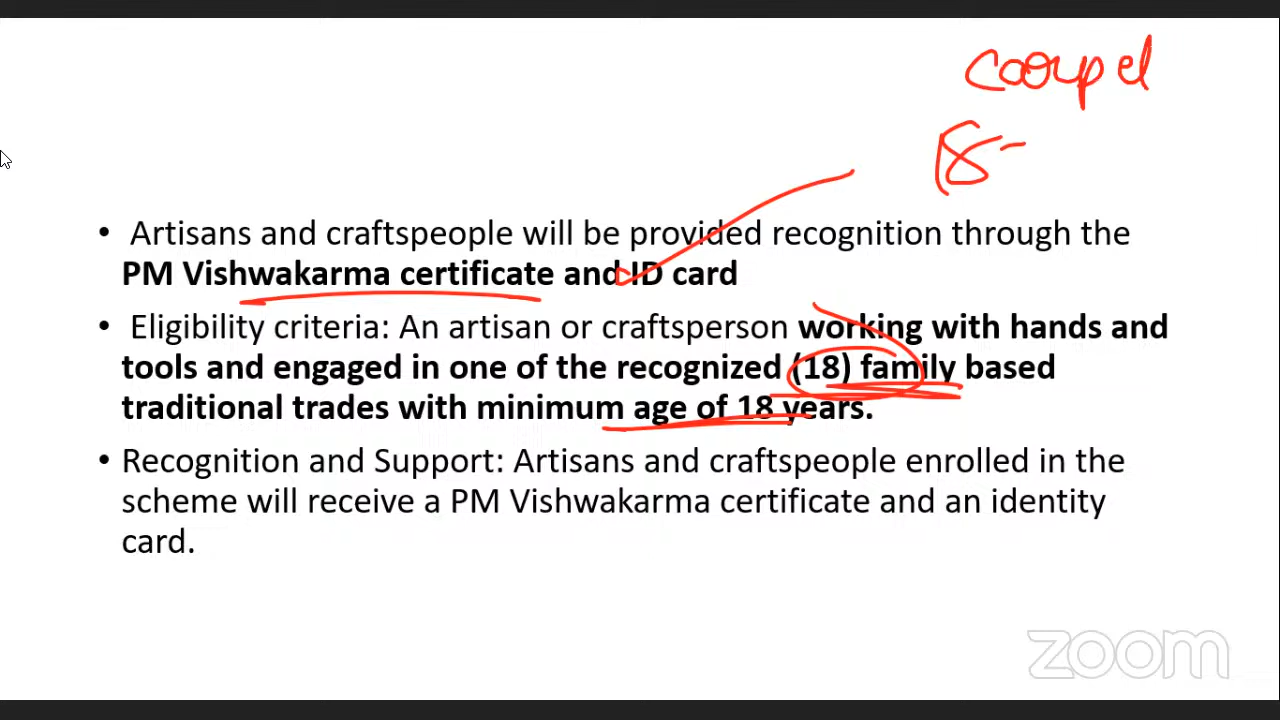 18-
• Artisans and craftspeople will be provided recognition through the
PM Vishwakarma certificate and ID card
• Eligibility criteria: An artisan or craftsperson working with hands and
tools and engaged in one of the recognized (18) family based
traditional trades with minimum age of 18 years.
• Recognition and Support: Artisans and craftspeople enrolled in the
scheme will receive a PM Vishwakarma certificate and an identity
card.
zoom